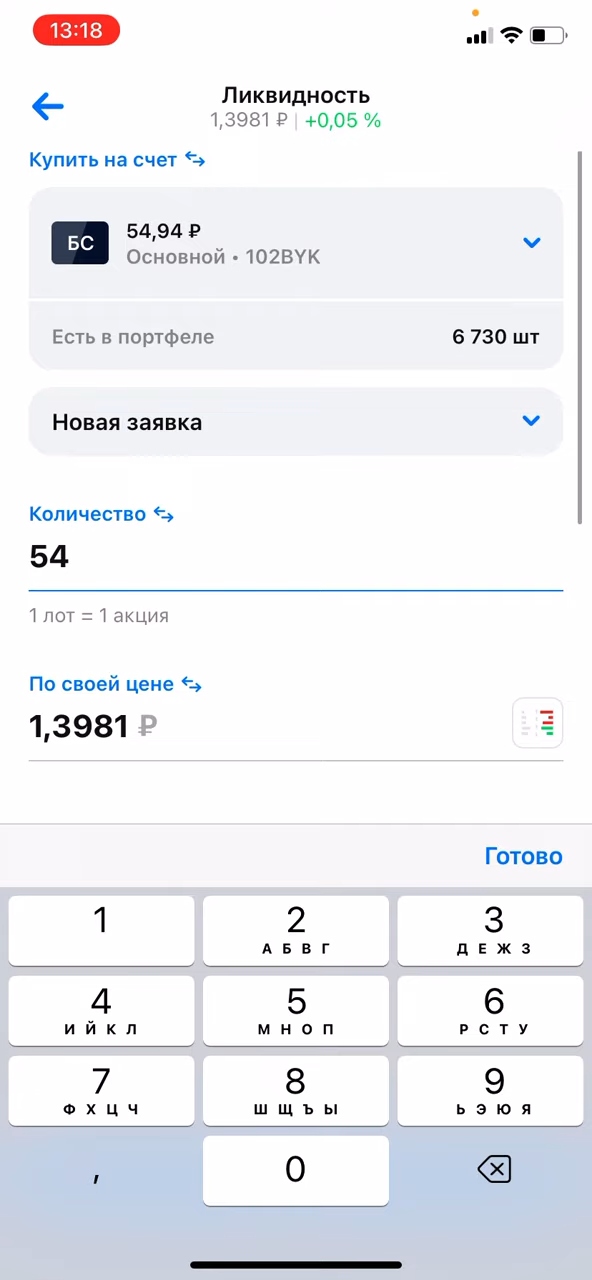 13:18
Ликвидность
1,3981 ₽ | +0,05 %
Купить на счет
БС
54,94 ₽
Основной • 102BYK
Есть в портфеле
6 730 шт
Новая заявка
Количество
54
1 лот = 1 акция
По своей цене
1,3981 ₽
Готово
1
2
3
А Б В Г
Д Е Ж З
4
5
6
И Й К Л
М Н О П
Р С Т У
7
8
9
Ф Х Ц Ч
Ш Щ Ъ Ы
Ь Э Ю Я
,
0